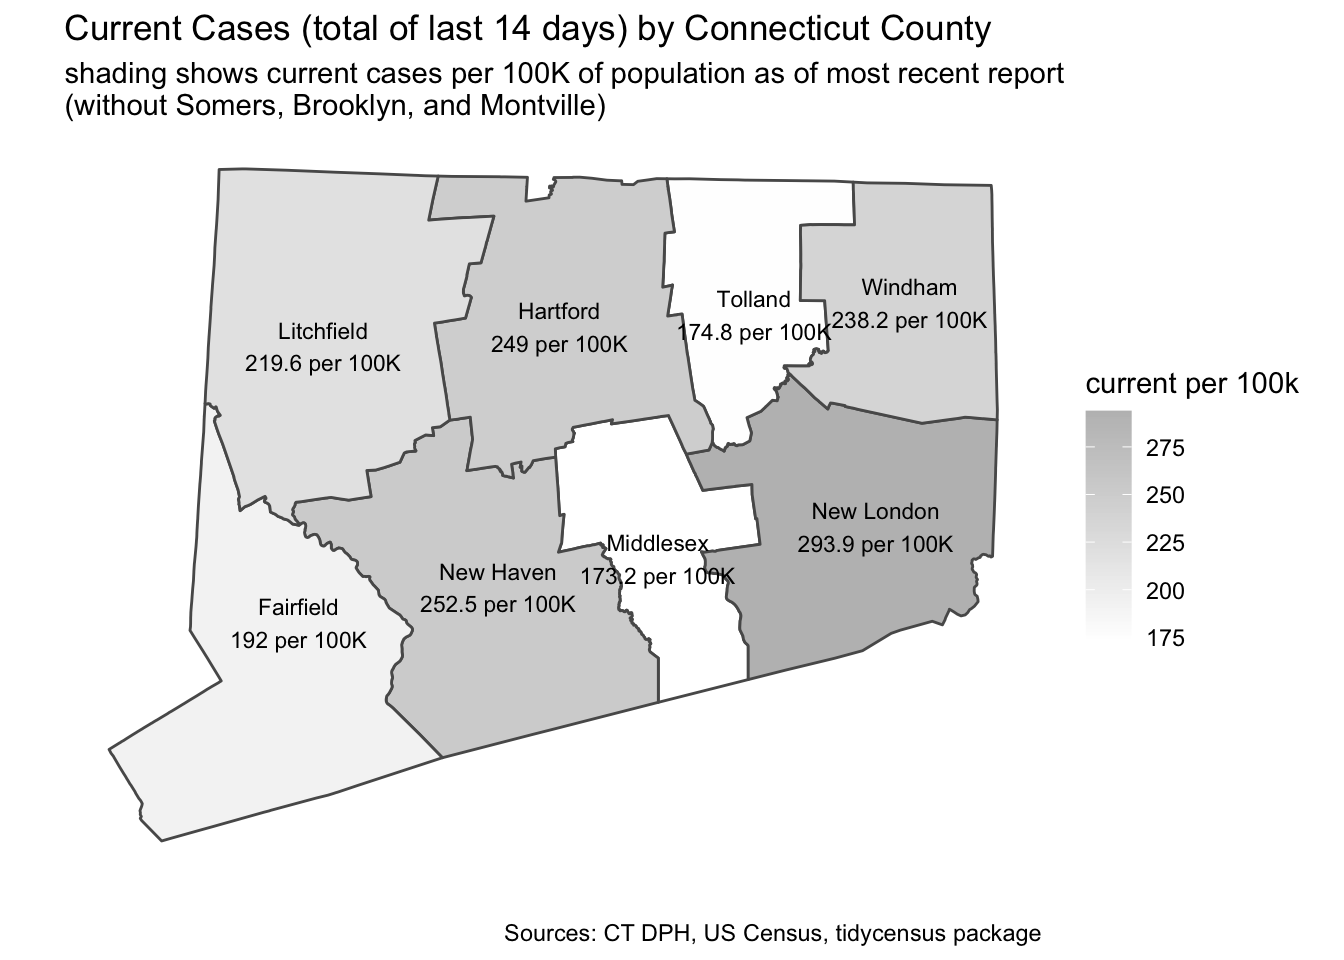 Current Cases (total of last 14 days) by Connecticut County
shading shows current cases per 100K of population as of most recent report
(without Somers, Brooklyn, and Montville)
Litchfield
219.6 per 100K
Hartford
249 per 100K
Tolland
174.8 per 100K
Windham
238.2 per 100K
Fairfield
192 per 100K
New Haven
252.5 per 100K
Middlesex
173.2 per 100K
New London
293.9 per 100K
current per 100k
275
250
225
200
175
Sources: CT DPH, US Census, tidycensus package